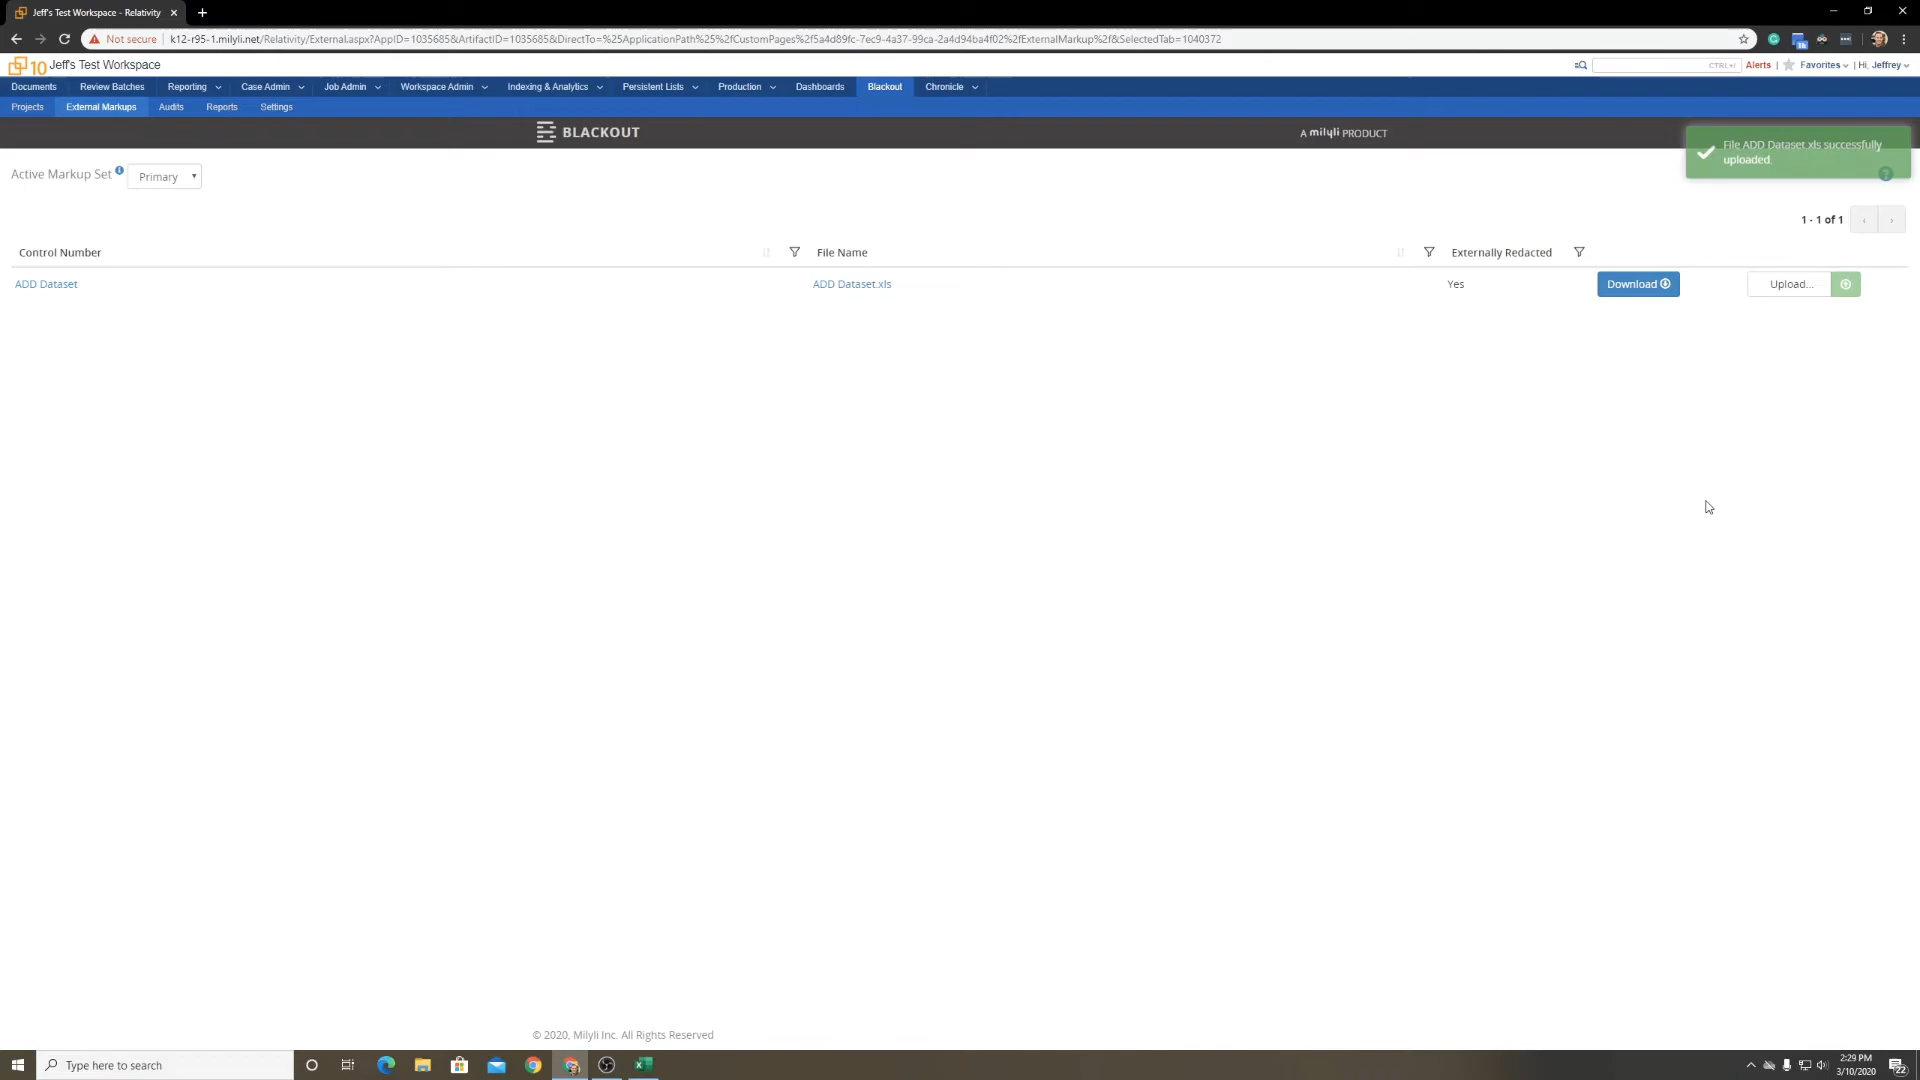 Jeff's Test Workspace - Relativity
Not secure | k12-r95-1.milyli.net/Relativity/External.aspx?AppID=1035685&ArtifactID=1035685&DirectTo=%25ApplicationPath%25%2fCustomPages%2f5a4d89fc-7ec9-4a37-99ca-2a4d94ba4f02%2fExternalMarkup%2f&SelectedTab=1040372
10 Jeff's Test Workspace CTRL+/ Alerts | Favorites | Hi, Jeffrey
Documents Review Batches Reporting Case Admin Job Admin Workspace Admin Indexing & Analytics Persistent Lists Production Dashboards Blackout Chronicle
Projects External Markups Audits Reports Settings
BLACKOUT A milyli PRODUCT
File ADD Dataset.xls successfully
uploaded
Active Markup Set Primary
1 - 1 of 1
Control Number File Name Externally Redacted
ADD Dataset ADD Dataset.xls Yes Download Upload...
© 2020, Milyli Inc. All Rights Reserved
Type here to search
2:29 PM
3/10/2020
22